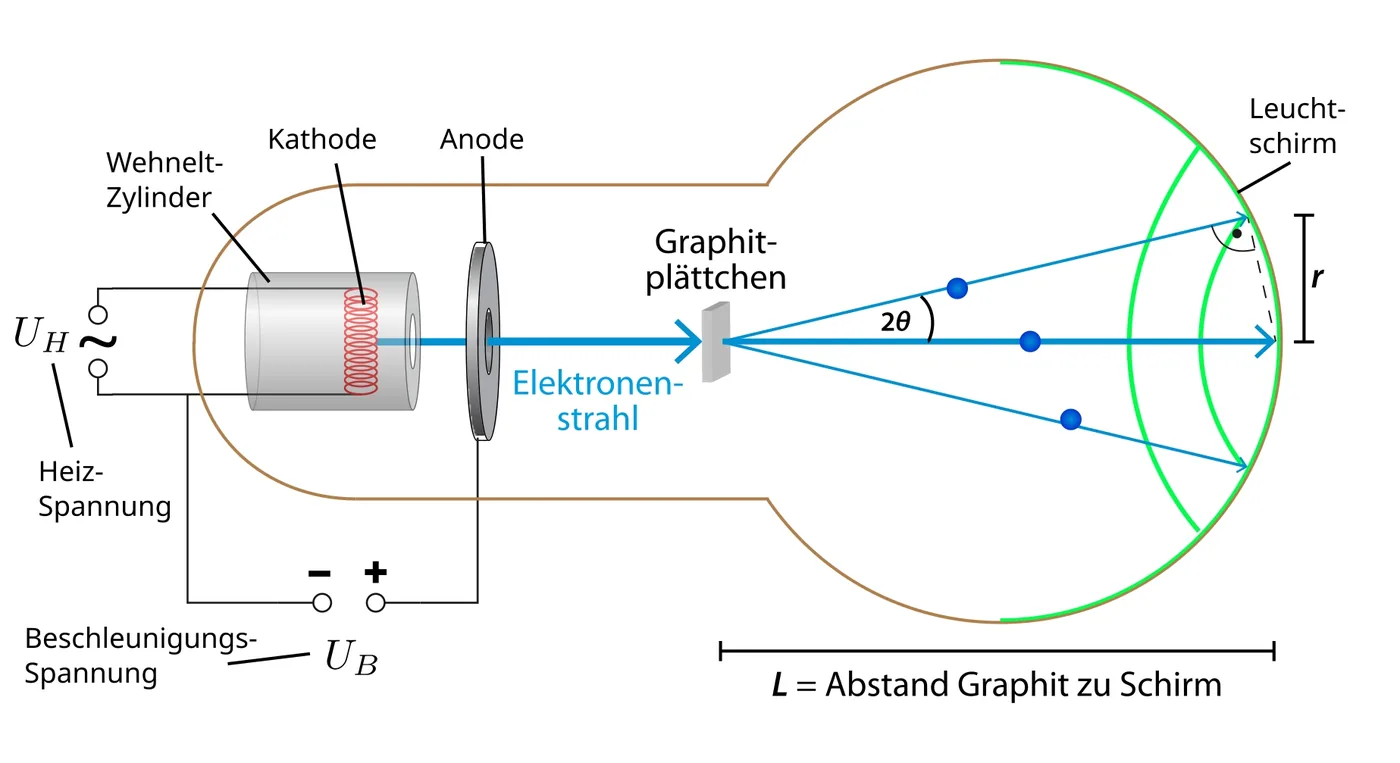 Leucht-
schirm
Kathode
Anode
Wehnelt-
Zylinder
Graphit-
plättchen
r
2θ
U_H
~
Elektronen-
strahl
Heiz-
Spannung
− +
Beschleunigungs-
Spannung
U_B
L = Abstand Graphit zu Schirm